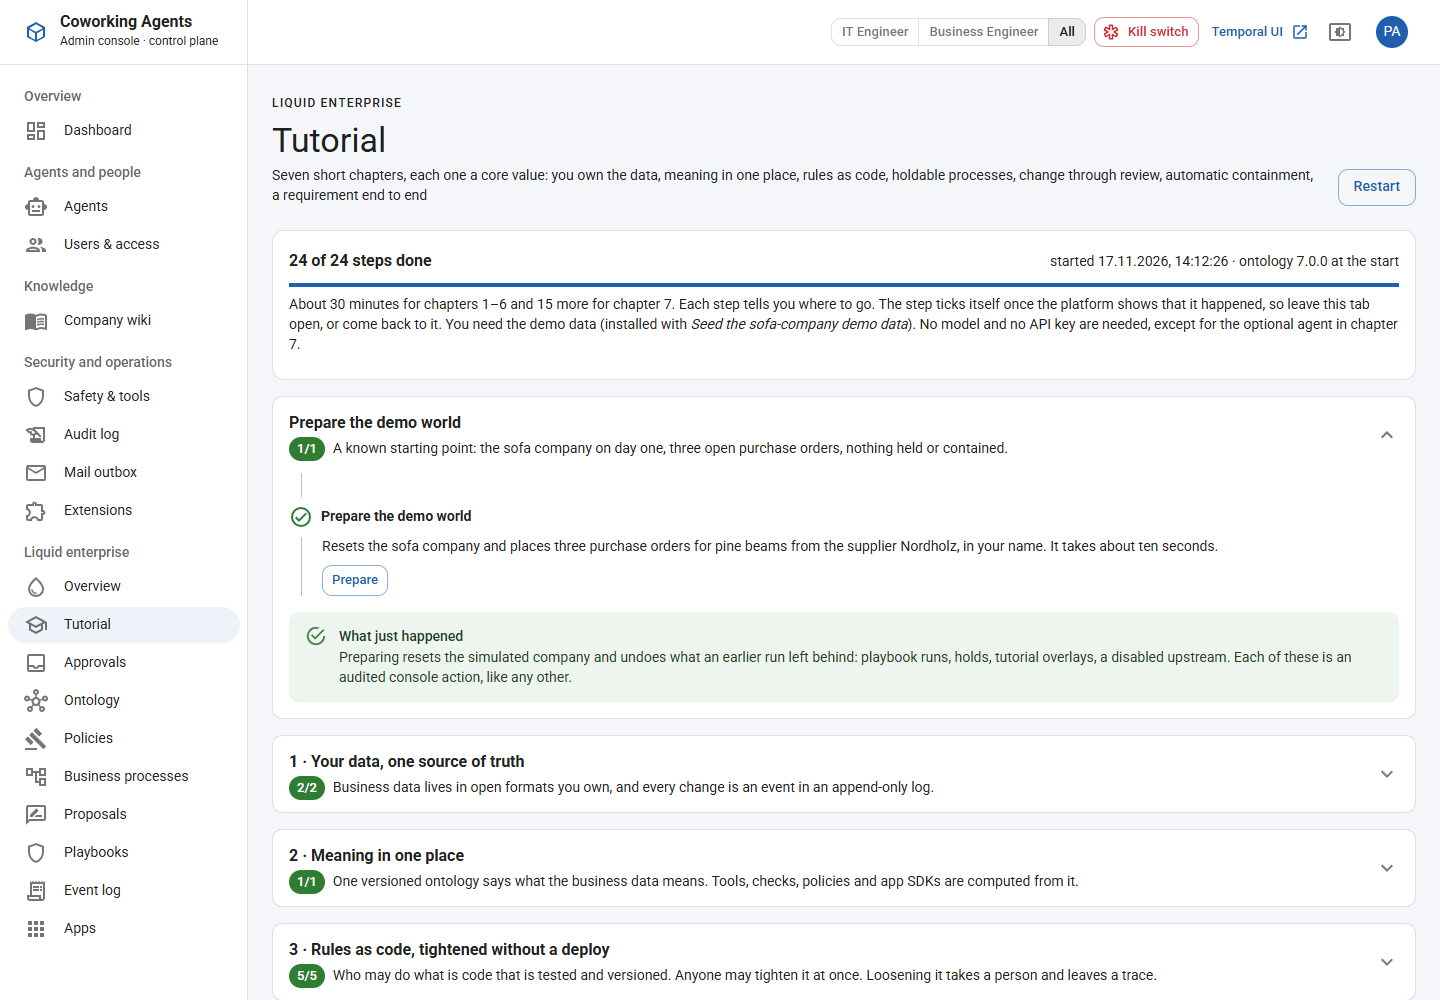 Coworking Agents
Admin console · control plane
IT Engineer
Business Engineer
All
Kill switch
Temporal UI
PA
Overview
Dashboard
Agents and people
Agents
Users & access
Knowledge
Company wiki
Security and operations
Safety & tools
Audit log
Mail outbox
Extensions
Liquid enterprise
Overview
Tutorial
Approvals
Ontology
Policies
Business processes
Proposals
Playbooks
Event log
Apps
LIQUID ENTERPRISE
Tutorial
Seven short chapters, each one a core value: you own the data, meaning in one place, rules as code, holdable processes, change through review, automatic containment,
a requirement end to end
Restart
24 of 24 steps done
started 17.11.2026, 14:12:26 · ontology 7.0.0 at the start
About 30 minutes for chapters 1–6 and 15 more for chapter 7. Each step tells you where to go. The step ticks itself once the platform shows that it happened, so leave this tab
open, or come back to it. You need the demo data (installed with Seed the sofa-company demo data). No model and no API key are needed, except for the optional agent in chapter
7.
Prepare the demo world
1/1 A known starting point: the sofa company on day one, three open purchase orders, nothing held or contained.
Prepare the demo world
Resets the sofa company and places three purchase orders for pine beams from the supplier Nordholz, in your name. It takes about ten seconds.
Prepare
What just happened
Preparing resets the simulated company and undoes what an earlier run left behind: playbook runs, holds, tutorial overlays, a disabled upstream. Each of these is an
audited console action, like any other.
1 · Your data, one source of truth
2/2 Business data lives in open formats you own, and every change is an event in an append-only log.
2 · Meaning in one place
1/1 One versioned ontology says what the business data means. Tools, checks, policies and app SDKs are computed from it.
3 · Rules as code, tightened without a deploy
5/5 Who may do what is code that is tested and versioned. Anyone may tighten it at once. Loosening it takes a person and leaves a trace.